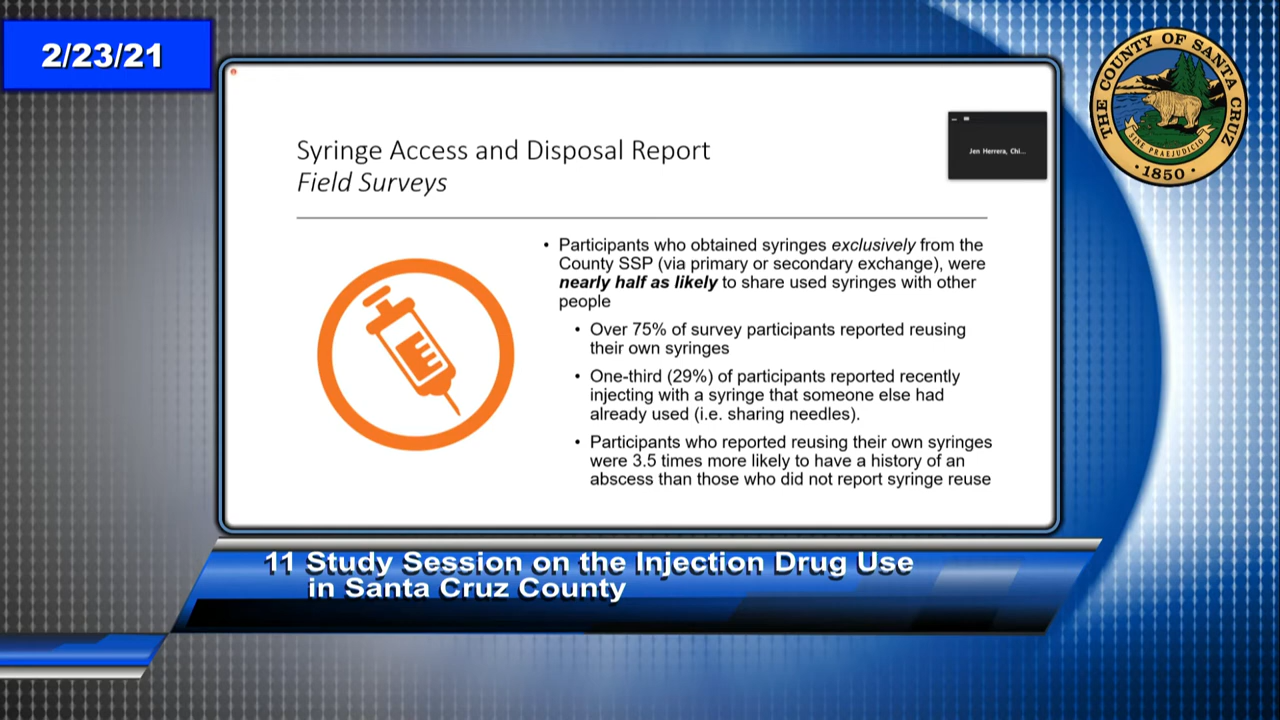 2/23/21
THE COUNTY OF SANTA CRUZ
SINE PRAEJUDICIO
• 1850 •
Jen Herrera, Chi...
Syringe Access and Disposal Report
Field Surveys
• Participants who obtained syringes exclusively from the
County SSP (via primary or secondary exchange), were
nearly half as likely to share used syringes with other
people
• Over 75% of survey participants reported reusing
their own syringes
• One-third (29%) of participants reported recently
injecting with a syringe that someone else had
already used (i.e. sharing needles).
• Participants who reported reusing their own syringes
were 3.5 times more likely to have a history of an
abscess than those who did not report syringe reuse
11 Study Session on the Injection Drug Use
in Santa Cruz County